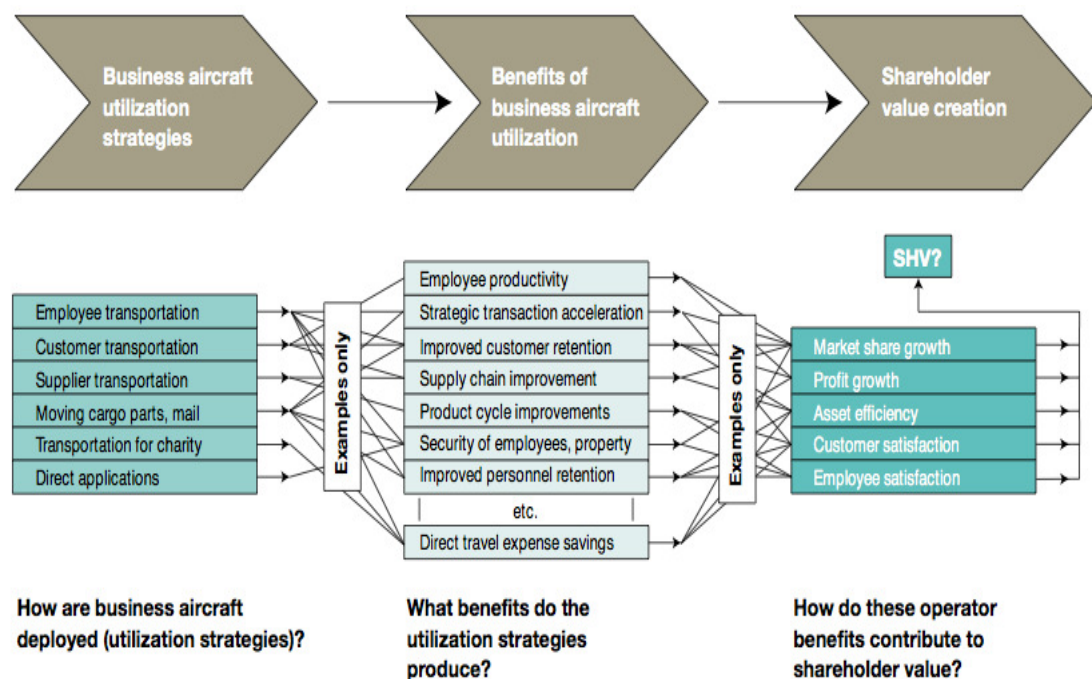 Business aircraft
utilization
strategies
Benefits of
business aircraft
utilization
Shareholder
value creation
SHV?
Employee transportation
Customer transportation
Supplier transportation
Moving cargo parts, mail
Transportation for charity
Direct applications
Examples only
Employee productivity
Strategic transaction acceleration
Improved customer retention
Supply chain improvement
Product cycle improvements
Security of employees, property
Improved personnel retention
etc.
Direct travel expense savings
Examples only
Market share growth
Profit growth
Asset efficiency
Customer satisfaction
Employee satisfaction
How are business aircraft
deployed (utilization strategies)?
What benefits do the
utilization strategies
produce?
How do these operator
benefits contribute to
shareholder value?